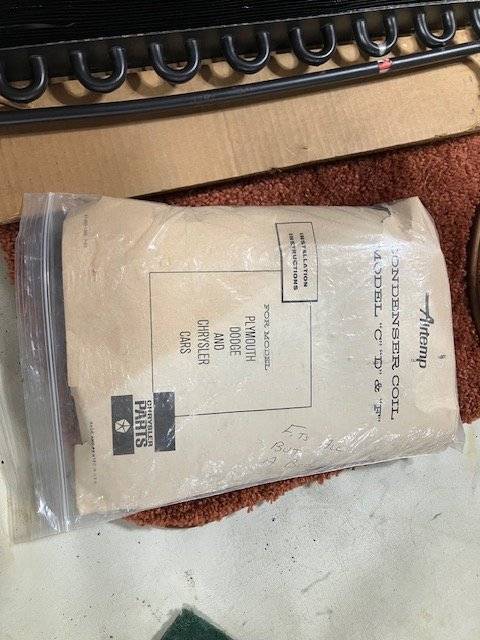 Airtemp
CONDENSER COIL
MODEL "C" "D" &
INSTALLATION
INSTRUCTIONS
FOR MODEL
PLYMOUTH
DODGE
AND
CHRYSLER
CARS
CHRYSLER
PARTS